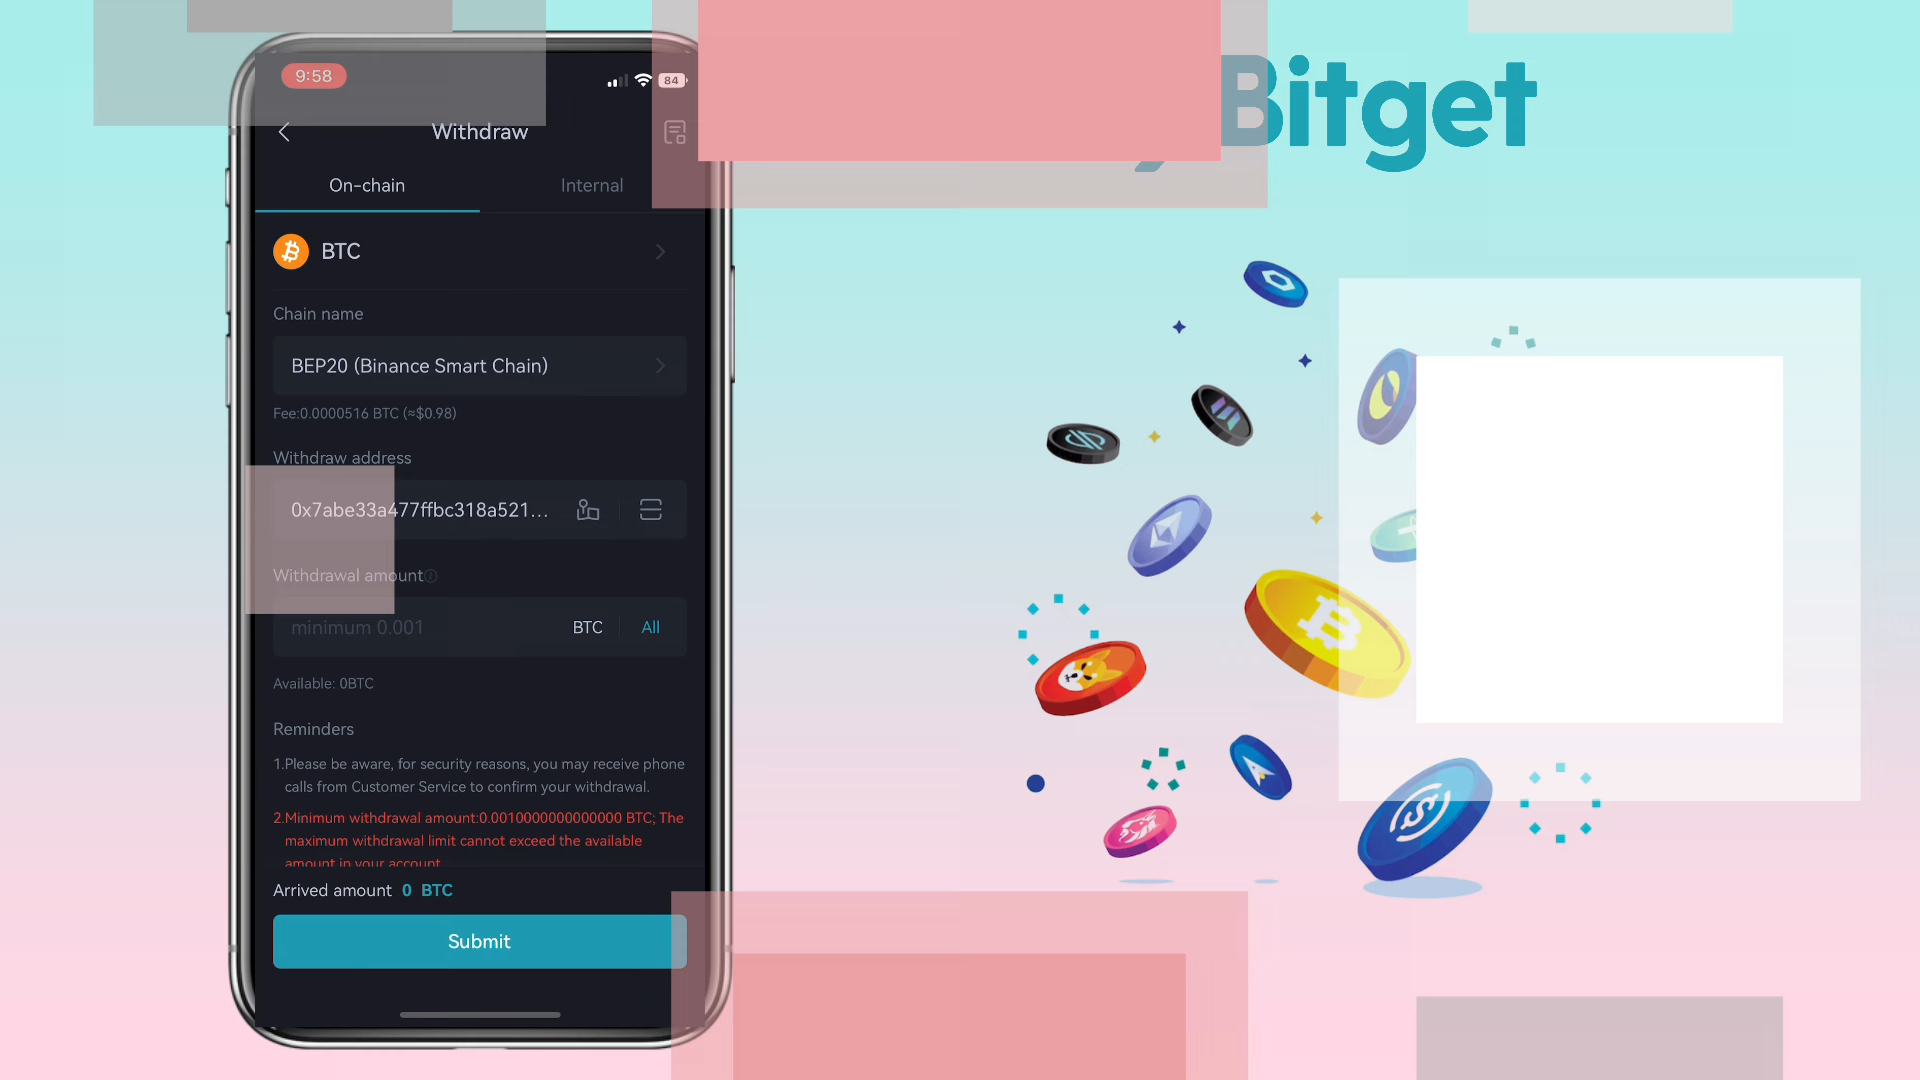 9:58
84
Withdraw
On-chain
Internal
BTC
Chain name
BEP20 (Binance Smart Chain)
Fee:0.0000516 BTC (≈$0.98)
Withdraw address
0x7abe33a477ffbc318a521...
Withdrawal amount
minimum 0.001
BTC
All
Available: 0BTC
Reminders
1.Please be aware, for security reasons, you may receive phone
calls from Customer Service to confirm your withdrawal.
2.Minimum withdrawal amount:0.0010000000000000 BTC; The
maximum withdrawal limit cannot exceed the available
amount in your account
Arrived amount 0 BTC
Submit
Bitget